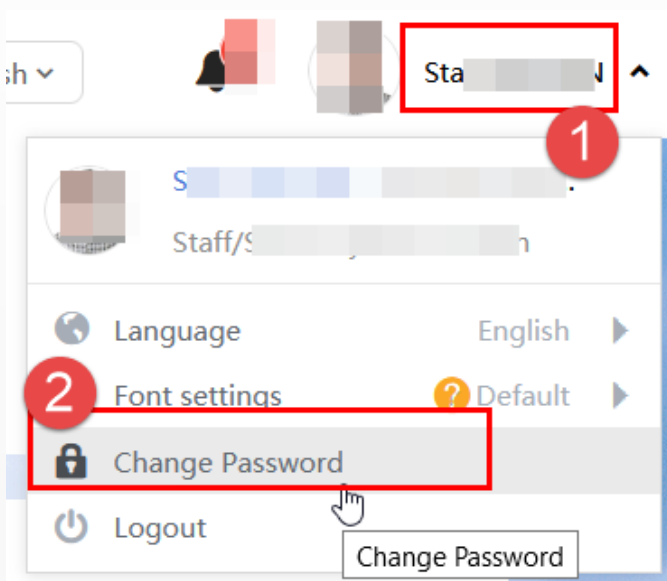 sh
Sta
1
S
Staff/S
Language English
2 Font settings ? Default
Change Password
Logout
Change Password